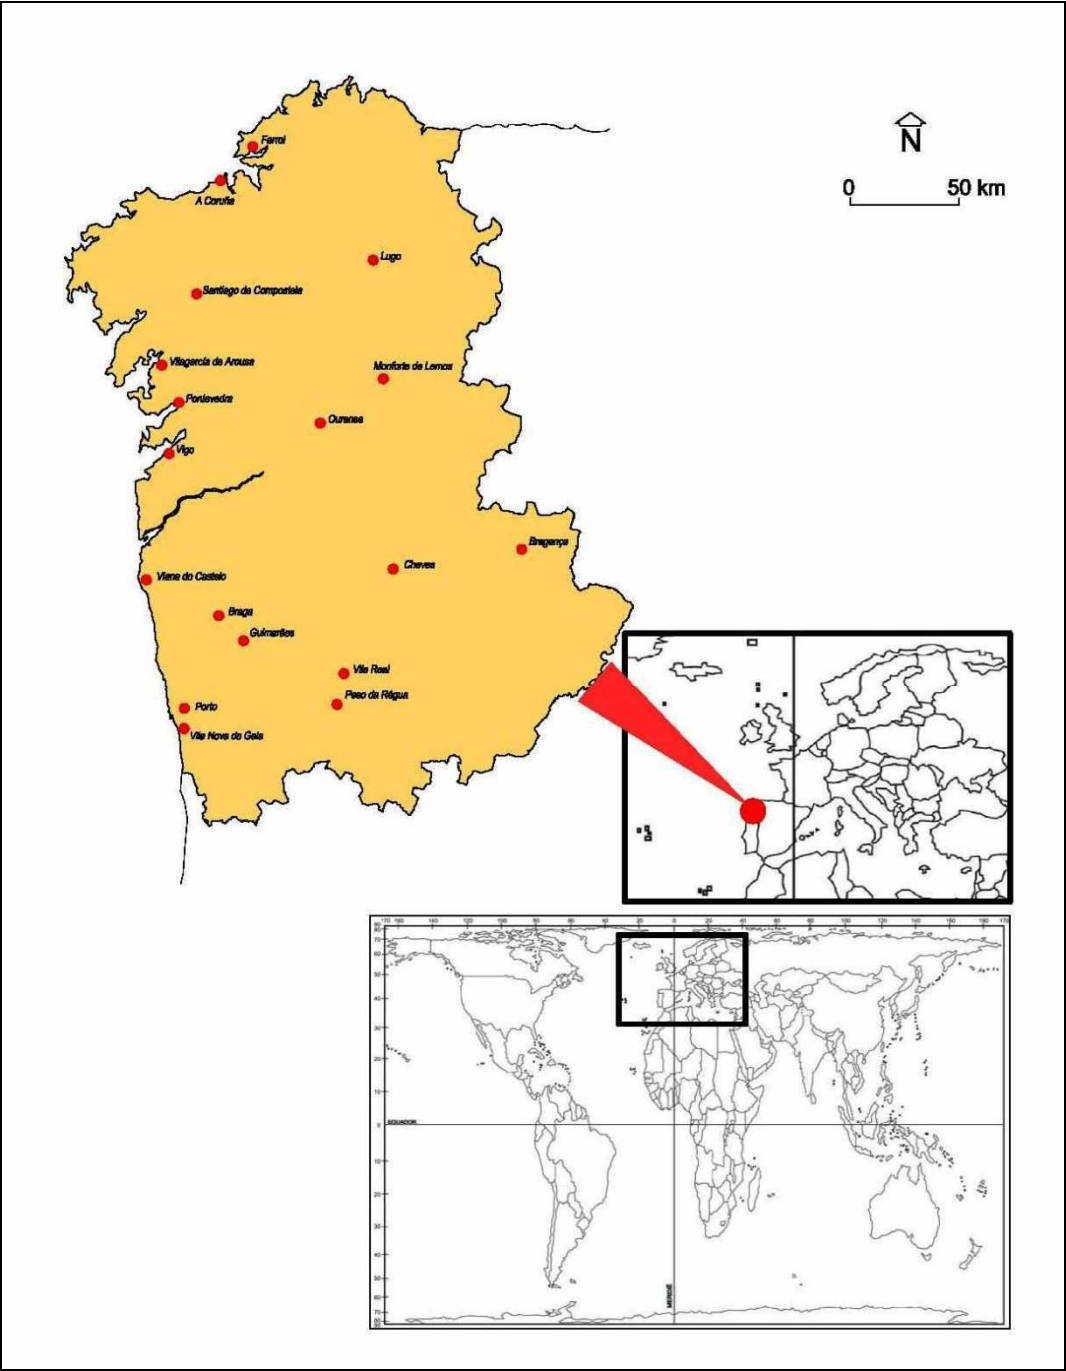 Ferrol
N
A Coruña
0 50 km
Lugo
Santiago de Compostela
Vilagarcia de Arousa
Monforte de Lemos
Pontevedra
Ourense
Vigo
Bragança
Chaves
Viana do Castelo
Braga
Guimarães
Vila Real
Peso da Régua
Porto
Vila Nova de Gaia
EQUADOR